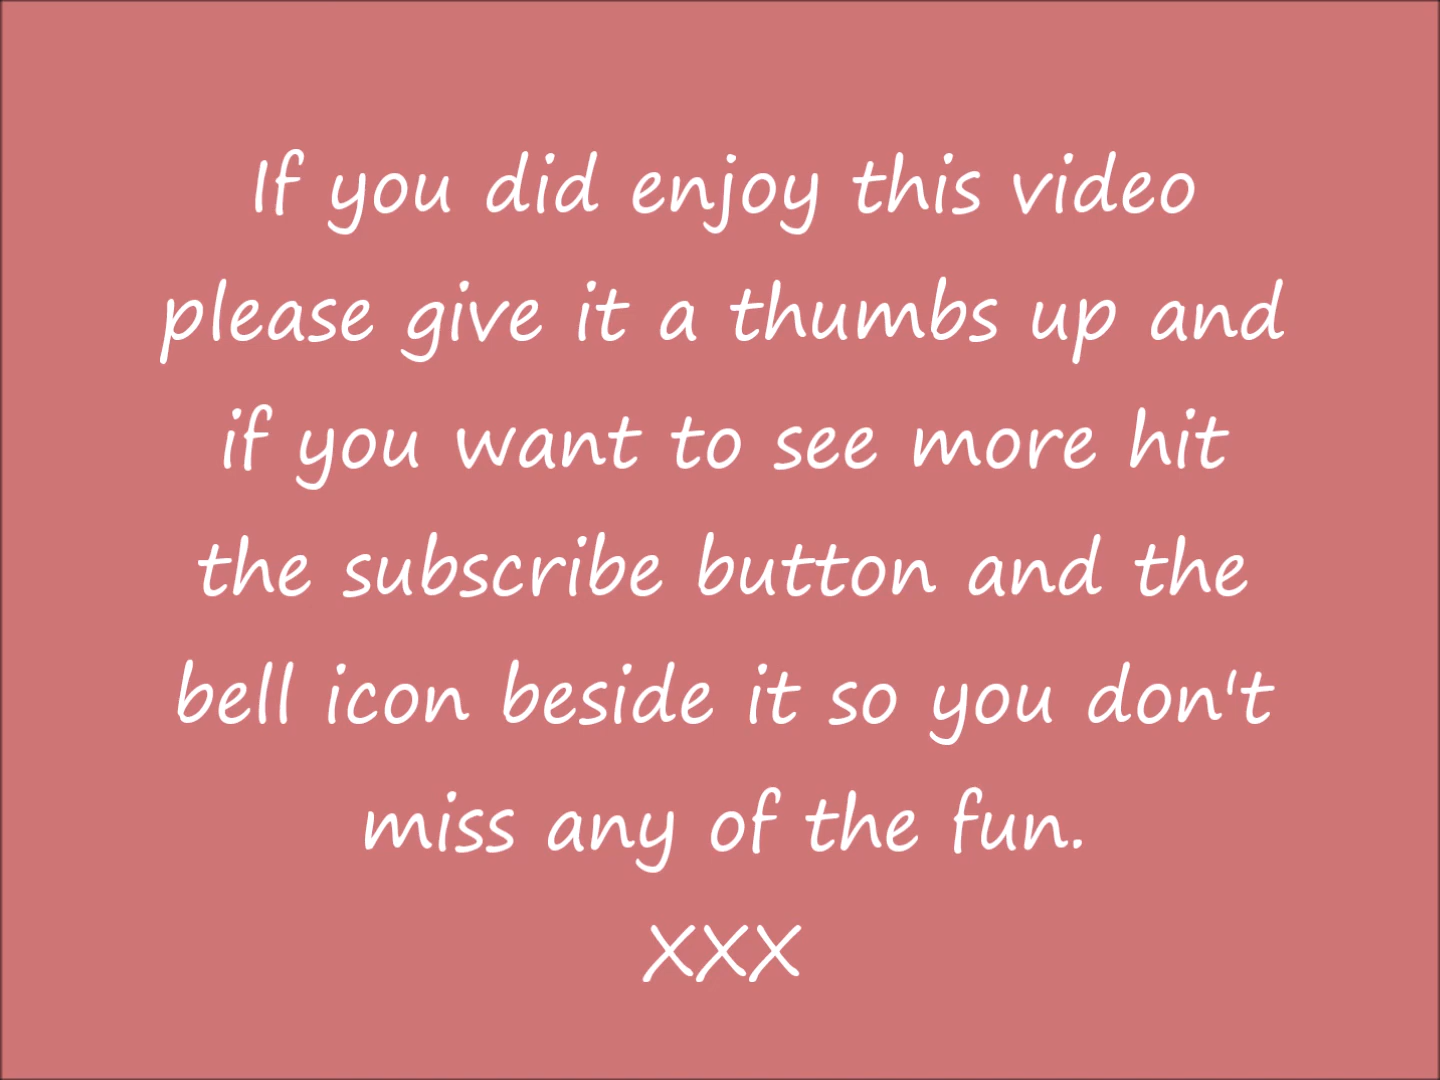 If you did enjoy this video
please give it a thumbs up and
if you want to see more hit
the subscribe button and the
bell icon beside it so you don't
miss any of the fun.
XXX